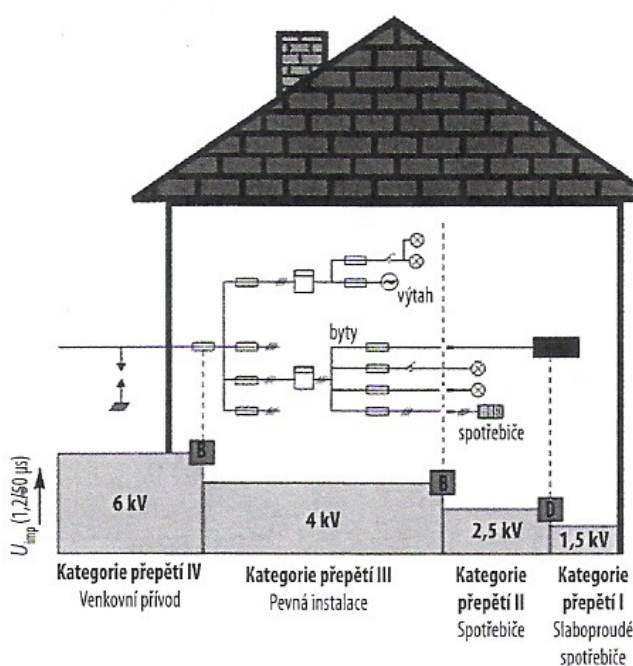 výtah
byty
spotřebiče
U imp (1,2/50 µs)
B
B
D
6 kV
4 kV
2,5 kV
1,5 kV
Kategorie přepětí IV
Venkovní přívod
Kategorie přepětí III
Pevná instalace
Kategorie
přepětí II
Spotřebiče
Kategorie
přepětí I
Slaboproudé
spotřebiče